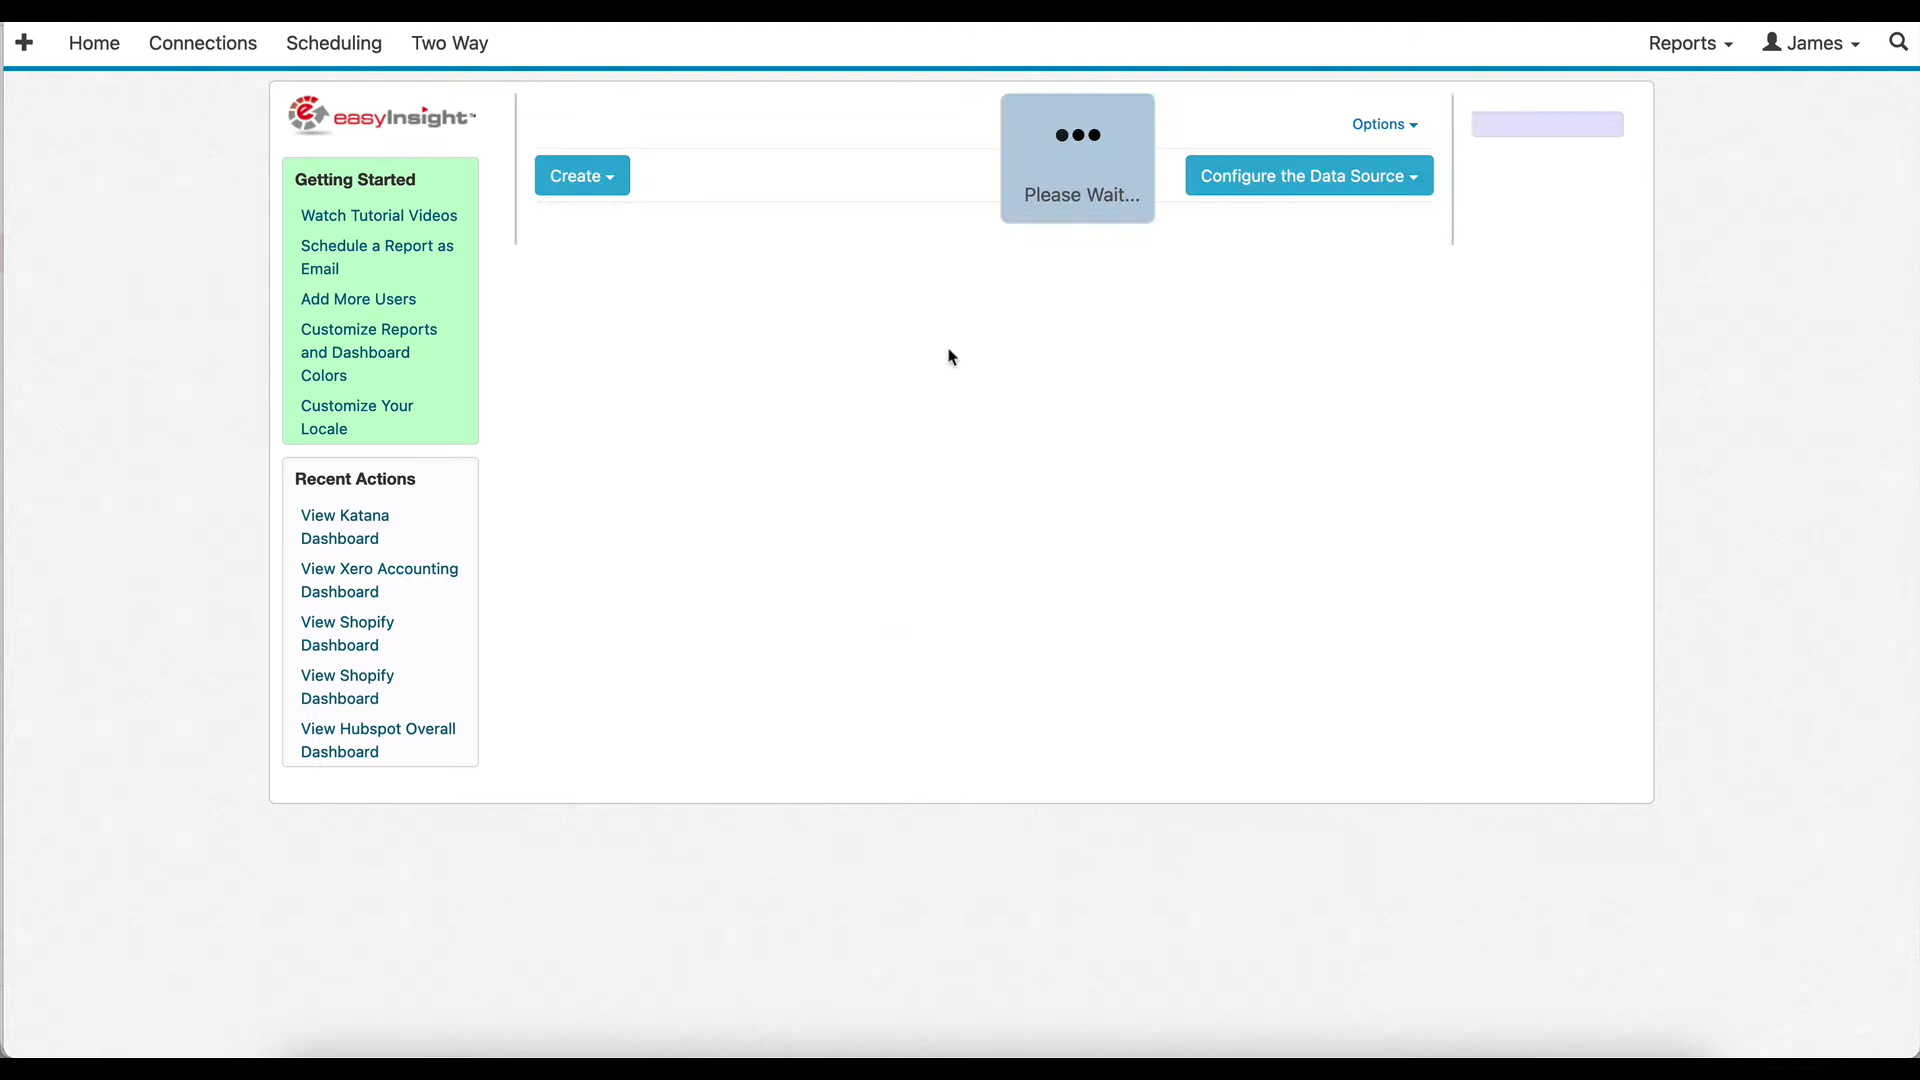 Home Connections Scheduling Two Way Reports James
easyInsight™
Options
Create
Please Wait...
Configure the Data Source
Getting Started
Watch Tutorial Videos
Schedule a Report as
Email
Add More Users
Customize Reports
and Dashboard
Colors
Customize Your
Locale
Recent Actions
View Katana
Dashboard
View Xero Accounting
Dashboard
View Shopify
Dashboard
View Shopify
Dashboard
View Hubspot Overall
Dashboard